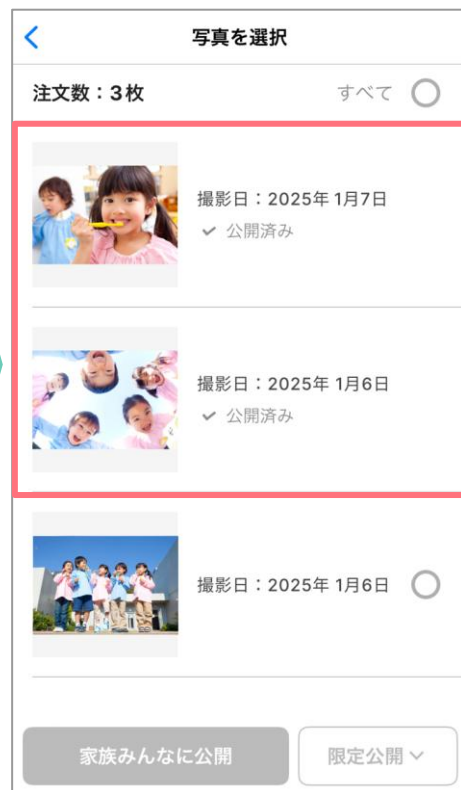 写真を選択
注文数：3枚
すべて
撮影日：2025年 1月7日
公開済み
撮影日：2025年 1月6日
公開済み
撮影日：2025年 1月6日
家族みんなに公開
限定公開